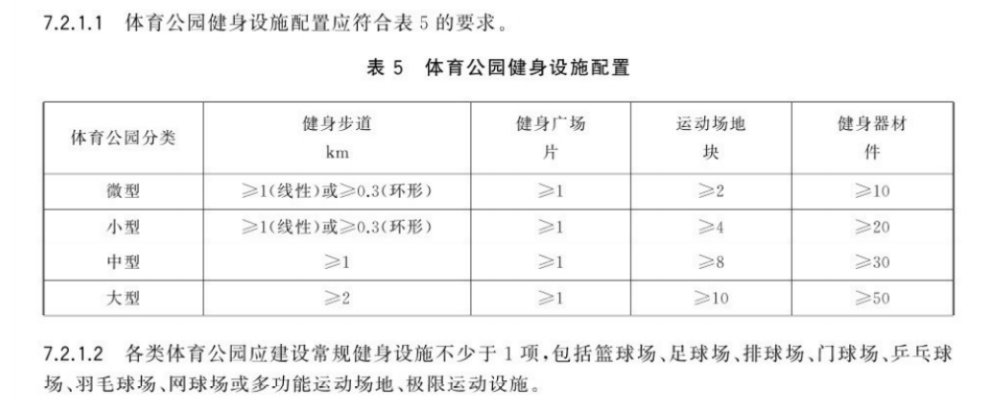 7.2.1.1 体育公园健身设施配置应符合表 5 的要求。
表 5 体育公园健身设施配置
体育公园分类 健身步道 km 健身广场 片 运动场地 块 健身器材 件
微型 ≥1(线性)或≥0.3(环形) ≥1 ≥2 ≥10
小型 ≥1(线性)或≥0.3(环形) ≥1 ≥4 ≥20
中型 ≥1 ≥1 ≥8 ≥30
大型 ≥2 ≥1 ≥10 ≥50
7.2.1.2 各类体育公园应建设常规健身设施不少于 1 项,包括篮球场、足球场、排球场、门球场、乒乓球
场、羽毛球场、网球场或多功能运动场地、极限运动设施。